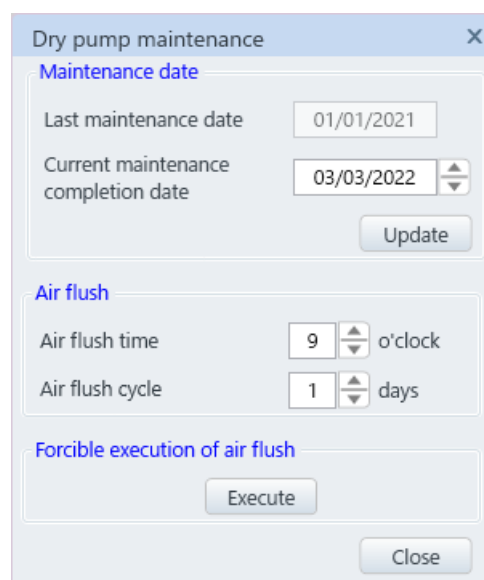 Dry pump maintenance
Maintenance date
Last maintenance date 01/01/2021
Current maintenance
completion date 03/03/2022
Update
Air flush
Air flush time 9 o'clock
Air flush cycle 1 days
Forcible execution of air flush
Execute
Close